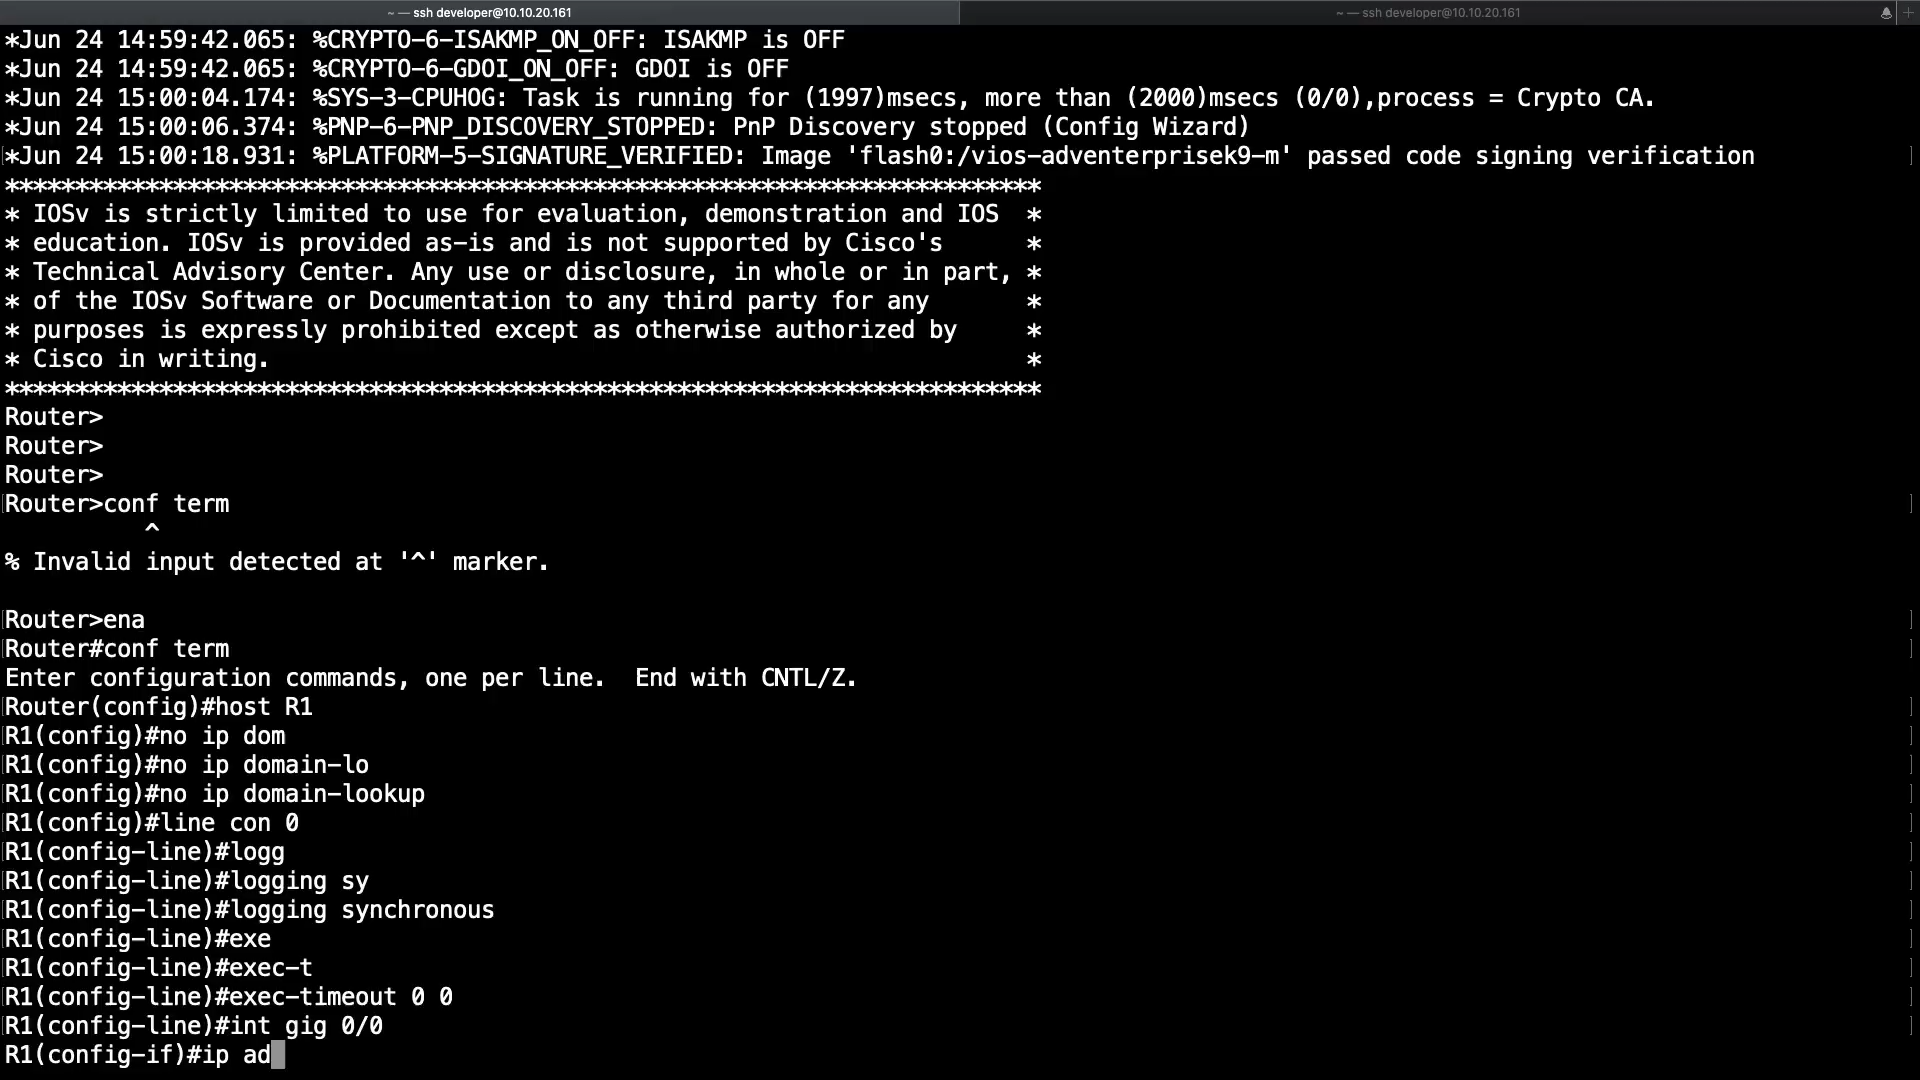 ~ — ssh developer@10.10.20.161
~ — ssh developer@10.10.20.161
*Jun 24 14:59:42.065: %CRYPTO-6-ISAKMP_ON_OFF: ISAKMP is OFF
*Jun 24 14:59:42.065: %CRYPTO-6-GDOI_ON_OFF: GDOI is OFF
*Jun 24 15:00:04.174: %SYS-3-CPUHOG: Task is running for (1997)msecs, more than (2000)msecs (0/0),process = Crypto CA.
*Jun 24 15:00:06.374: %PNP-6-PNP_DISCOVERY_STOPPED: PnP Discovery stopped (Config Wizard)
*Jun 24 15:00:18.931: %PLATFORM-5-SIGNATURE_VERIFIED: Image 'flash0:/vios-adventerprisek9-m' passed code signing verification
**************************************************************************
* IOSv is strictly limited to use for evaluation, demonstration and IOS  *
* education. IOSv is provided as-is and is not supported by Cisco's      *
* Technical Advisory Center. Any use or disclosure, in whole or in part, *
* of the IOSv Software or Documentation to any third party for any       *
* purposes is expressly prohibited except as otherwise authorized by     *
* Cisco in writing.                                                      *
**************************************************************************
Router>
Router>
Router>
Router>conf term
          ^
% Invalid input detected at '^' marker.

Router>ena
Router#conf term
Enter configuration commands, one per line.  End with CNTL/Z.
Router(config)#host R1
R1(config)#no ip dom
R1(config)#no ip domain-lo
R1(config)#no ip domain-lookup
R1(config)#line con 0
R1(config-line)#logg
R1(config-line)#logging sy
R1(config-line)#logging synchronous
R1(config-line)#exe
R1(config-line)#exec-t
R1(config-line)#exec-timeout 0 0
R1(config-line)#int gig 0/0
R1(config-if)#ip ad